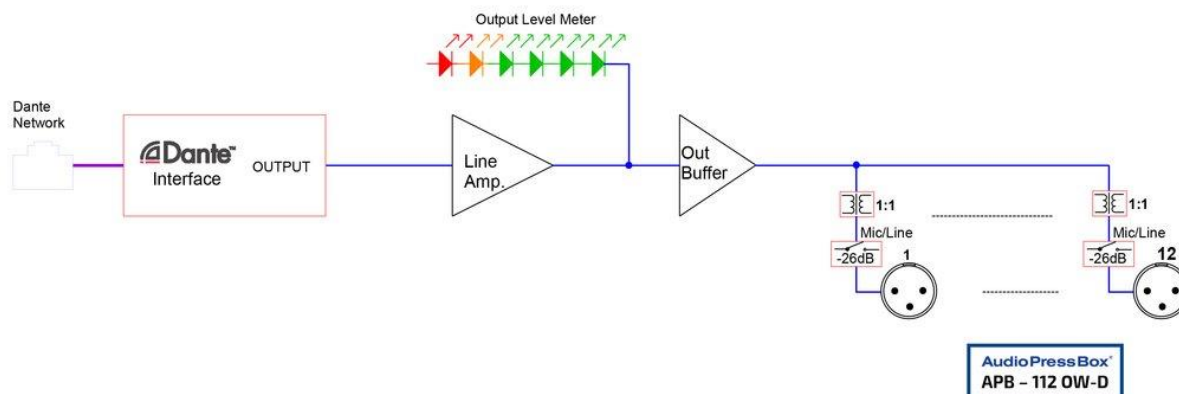 Output Level Meter
Dante
Network
Dante™
Interface
OUTPUT
Line
Amp.
Out
Buffer
1:1
1:1
Mic/Line
-26dB
1
Mic/Line
-26dB
12
AudioPressBox®
APB – 112 OW-D